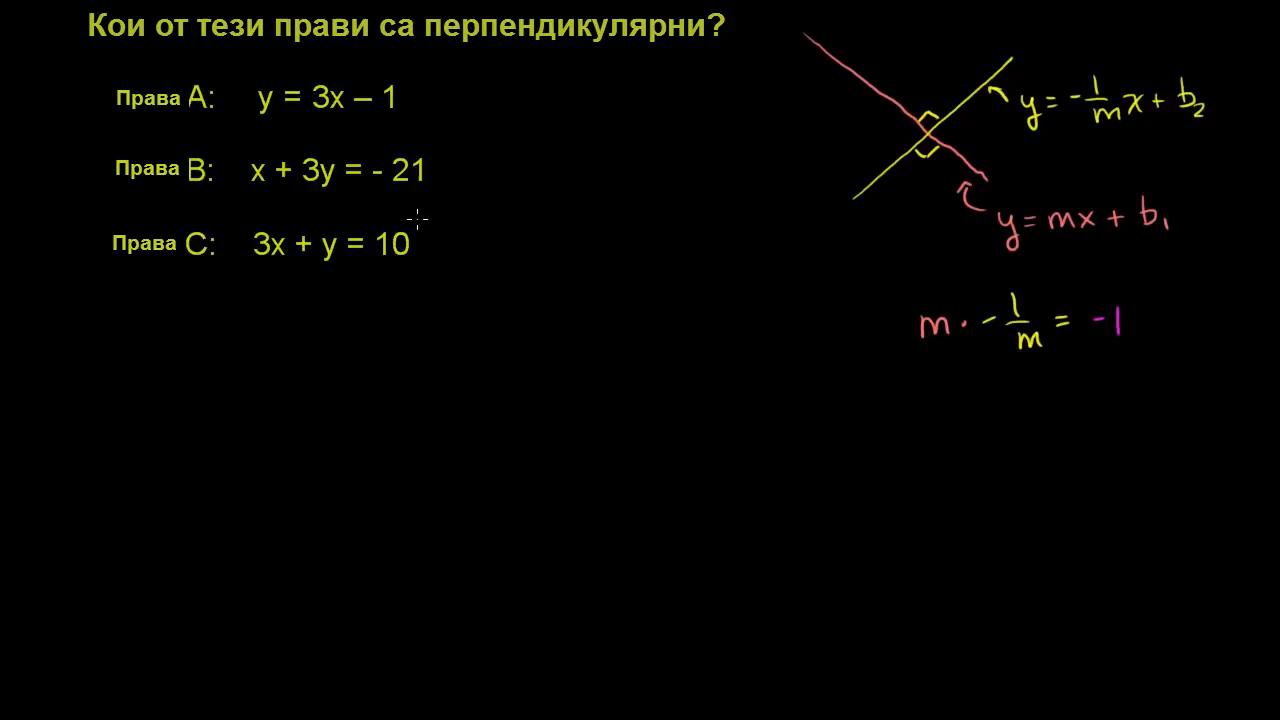 Кои от тези прави са перпендикулярни?
Права A: y = 3x – 1
Права B: x + 3y = - 21
Права C: 3x + y = 10
y = -1/m x + b₂
y = mx + b₁
m · -1/m = -1